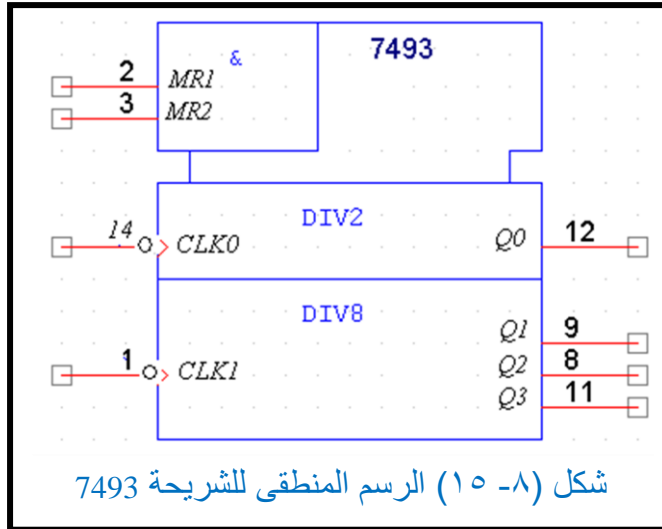 7493
&
2 MR1
3 MR2
DIV2
14 CLK0 Q0 12
DIV8
Q1 9
1 CLK1 Q2 8
Q3 11
شكل (٨- ١٥) الرسم المنطقى للشريحة 7493